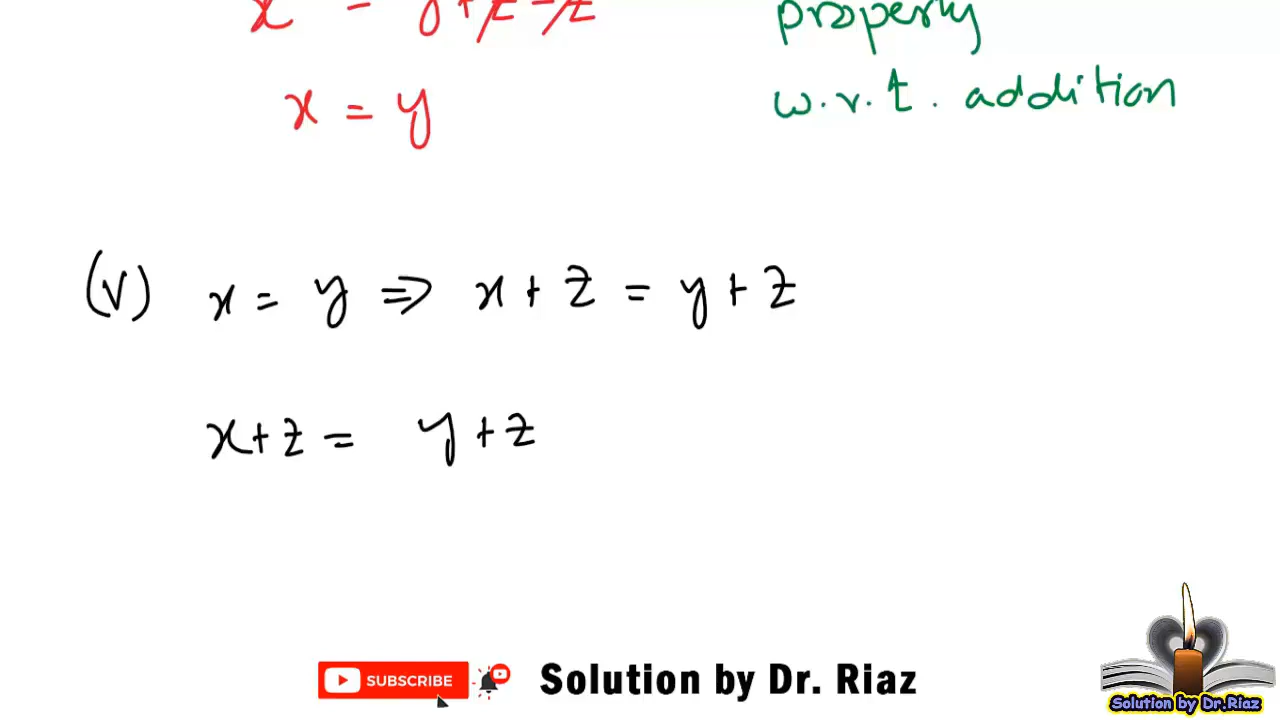 x = y + z - z
property
x = y
w.r.t. addition
(V) x = y ⇒ x + z = y + z
x + z = y + z
SUBSCRIBE
Solution by Dr. Riaz
Solution by Dr.Riaz